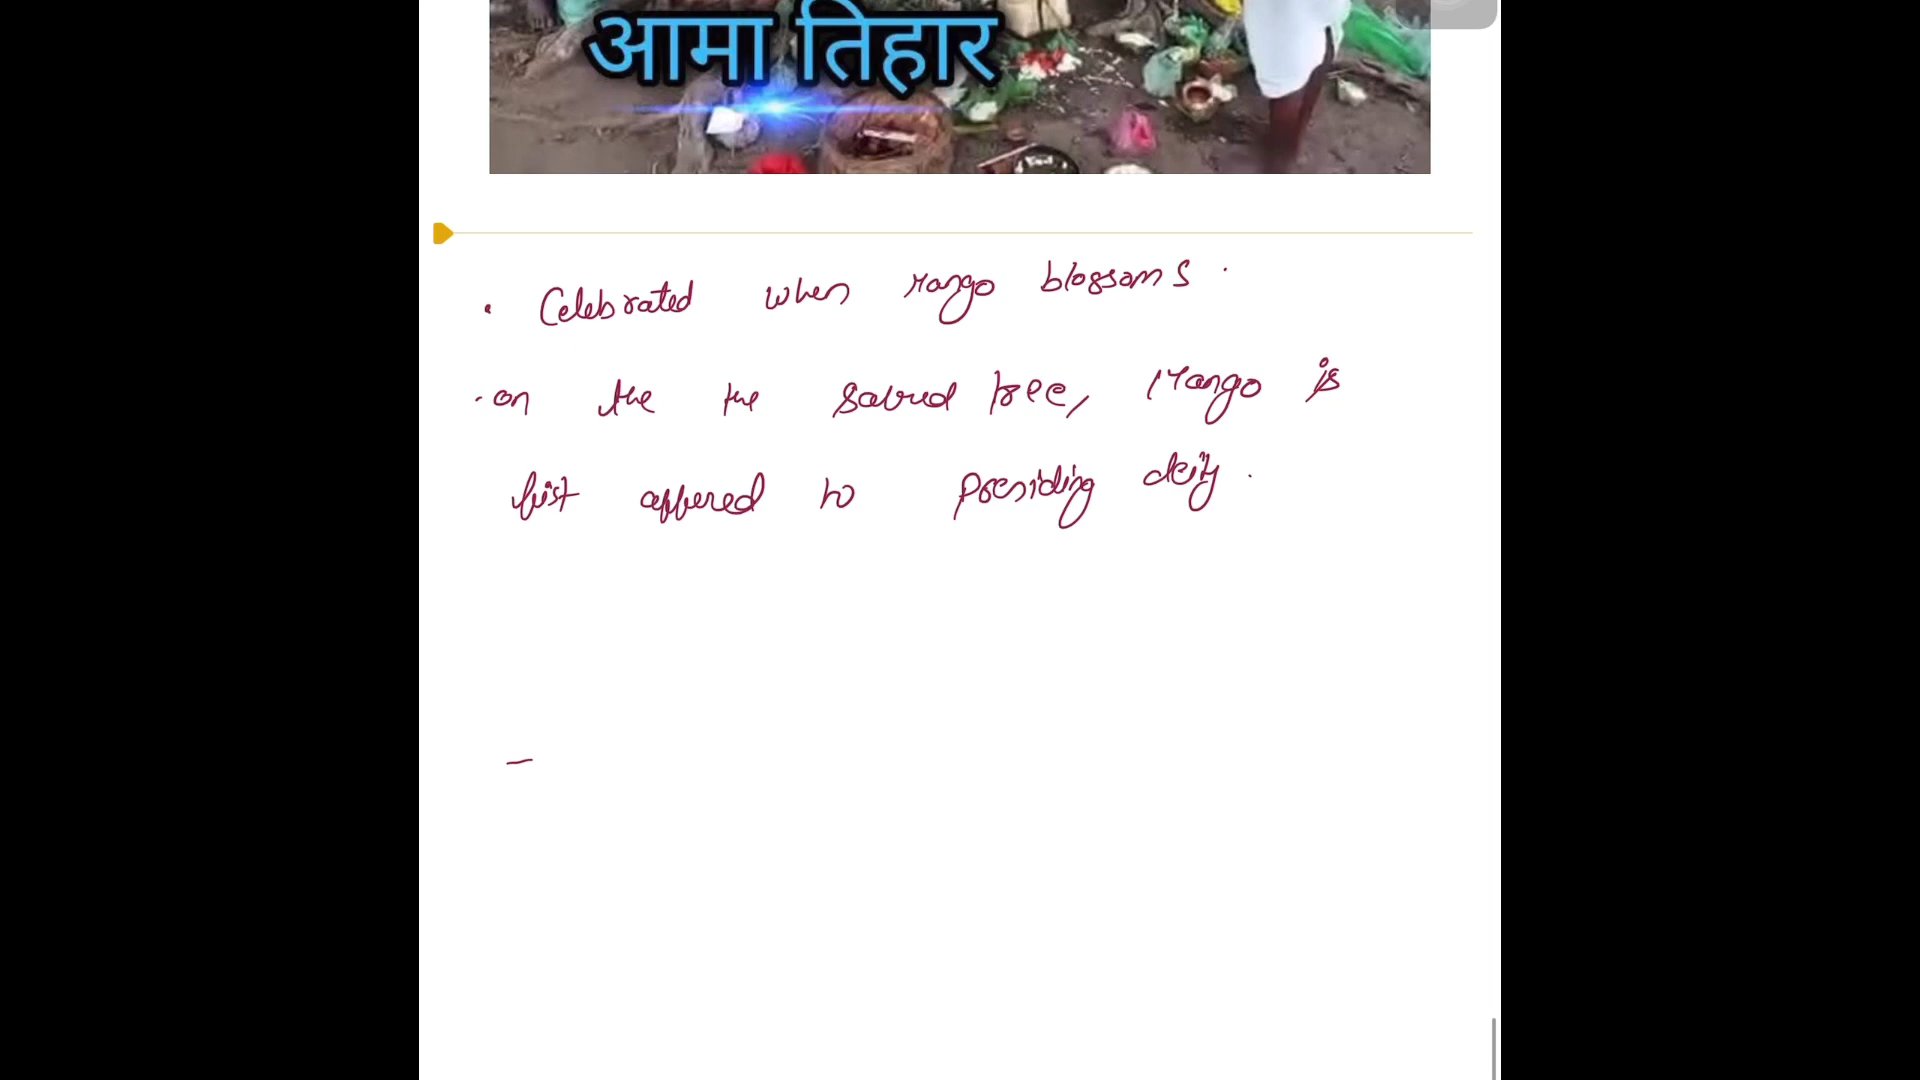 आमा तिहार
• Celebrated when Mango blossoms.
• on the the sacred tree, Mango is
first offered to presiding deity.
–